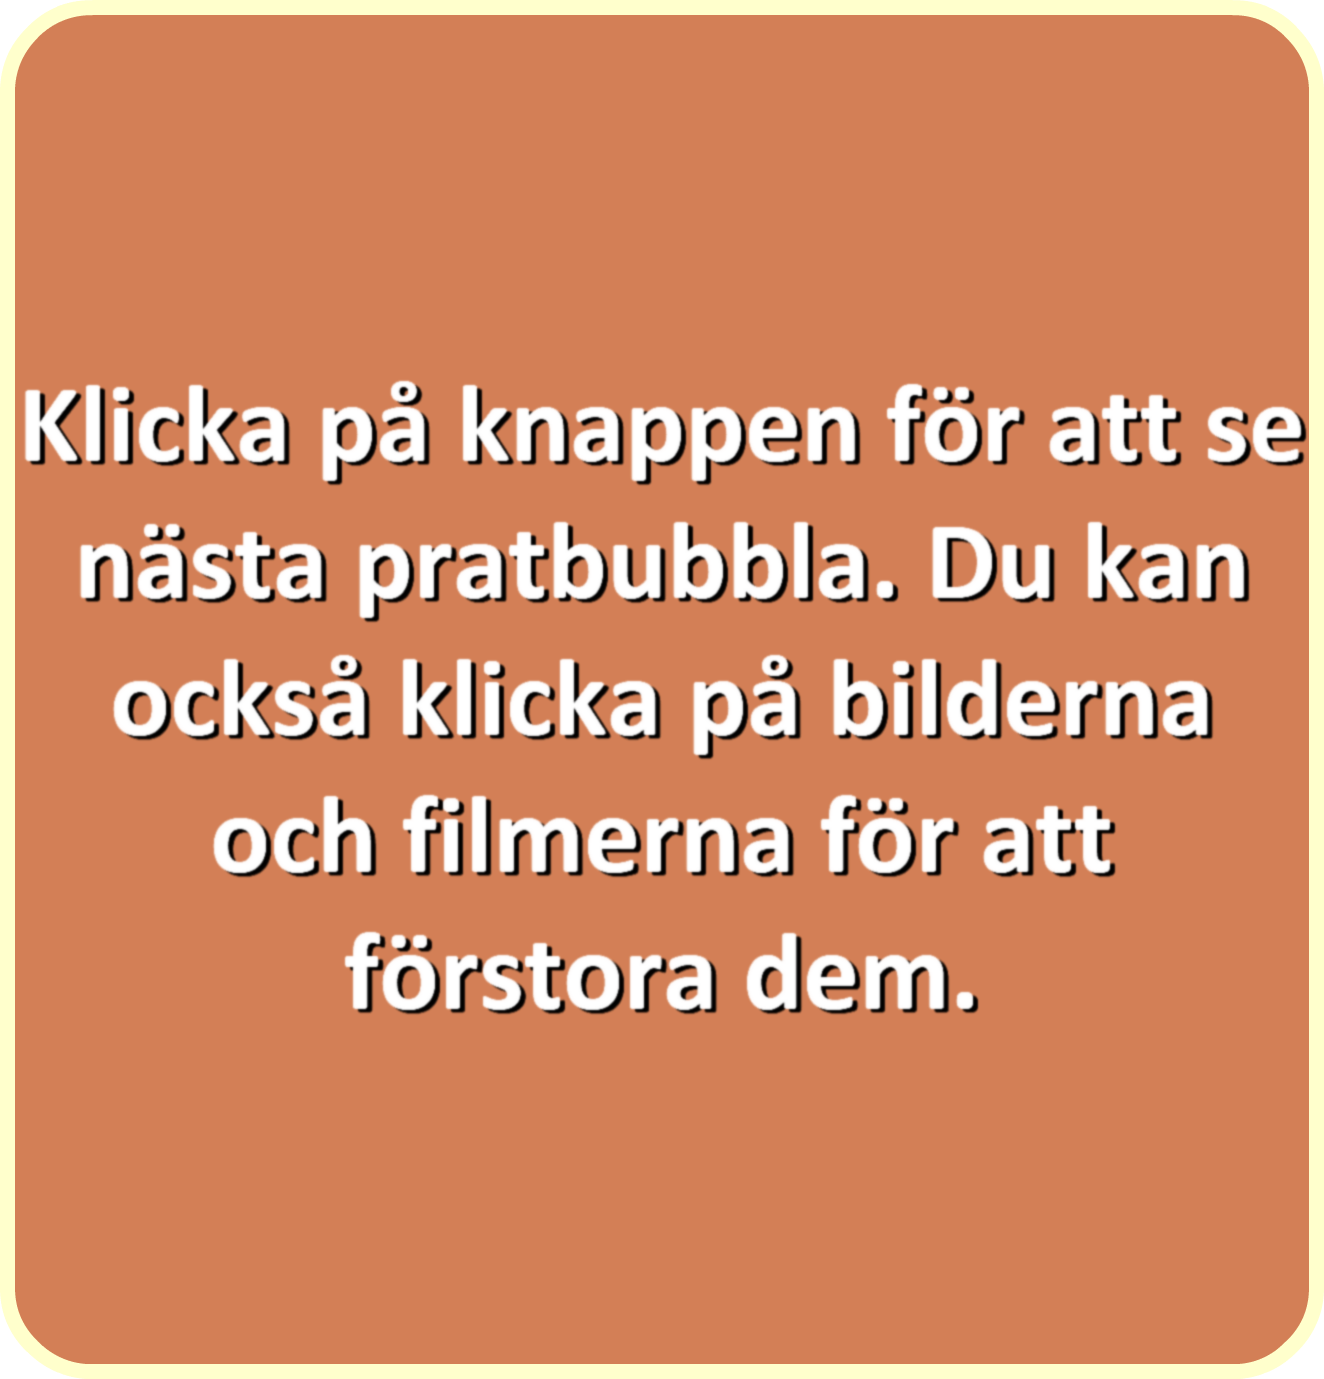 Klicka på knappen för att se
nästa pratbubbla. Du kan
också klicka på bilderna
och filmerna för att
förstora dem.